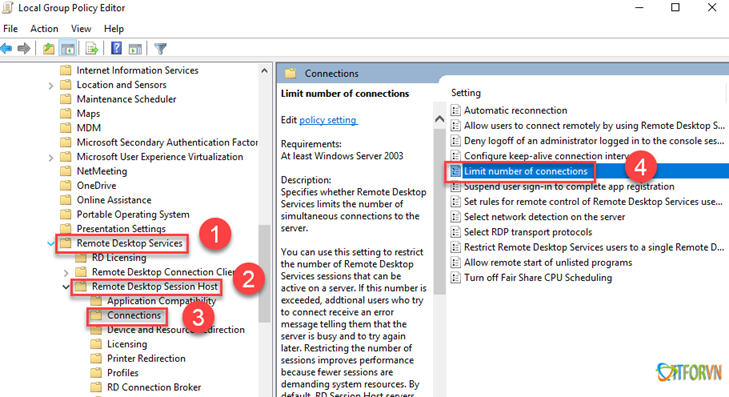 Local Group Policy Editor
File Action View Help
Internet Information Services
Location and Sensors
Maintenance Scheduler
Maps
MDM
Microsoft Secondary Authentication Factor
Microsoft User Experience Virtualization
NetMeeting
OneDrive
Online Assistance
Portable Operating System
Presentation Settings
Remote Desktop Services
1
RD Licensing
Remote Desktop Connection Clien
Remote Desktop Session Host
2
Application Compatibility
Connections
3
Device and Resource Redirection
Licensing
Printer Redirection
Profiles
RD Connection Broker
Connections
Limit number of connections
Edit policy setting
Requirements:
At least Windows Server 2003
Description:
Specifies whether Remote Desktop
Services limits the number of
simultaneous connections to the
server.
You can use this setting to restrict
the number of Remote Desktop
Services sessions that can be
active on a server. If this number is
exceeded, addtional users who try
to connect receive an error
message telling them that the
server is busy and to try again
later. Restricting the number of
sessions improves performance
because fewer sessions are
demanding system resources. By
default, RD Session Host servers
Setting
Automatic reconnection
Allow users to connect remotely by using Remote Desktop S...
Deny logoff of an administrator logged in to the console ses...
Configure keep-alive connection interv
Limit number of connections
4
Suspend user sign-in to complete app registration
Set rules for remote control of Remote Desktop Services use...
Select network detection on the server
Select RDP transport protocols
Restrict Remote Desktop Services users to a single Remote D...
Allow remote start of unlisted programs
Turn off Fair Share CPU Scheduling
ITFORVN